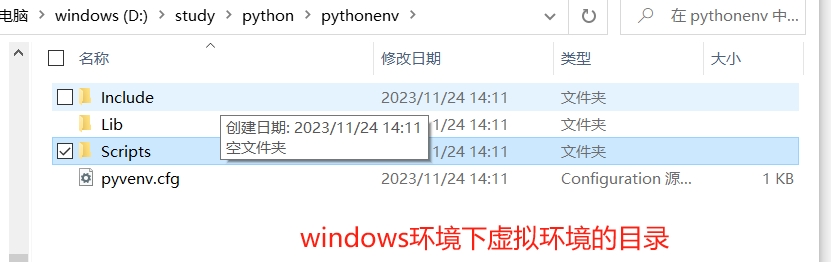 电脑 > windows (D:) > study > python > pythonenv > 在 pythonenv 中...
名称 修改日期 类型 大小
Include 2023/11/24 14:11 文件夹
Lib 2023/11/24 14:11 文件夹
创建日期: 2023/11/24 14:11
空文件夹
Scripts 2023/11/24 14:11 文件夹
pyvenv.cfg 2023/11/24 14:11 Configuration 源... 1 KB
windows环境下虚拟环境的目录